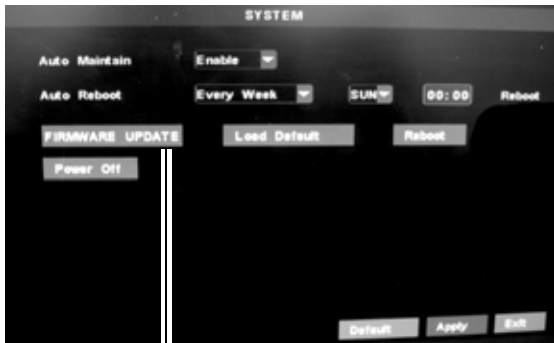 SYSTEM
Auto Maintain Enable
Auto Reboot Every Week SUN 00:00 Reboot
FIRMWARE UPDATE Load Default Reboot
Power Off
Default Apply Exit